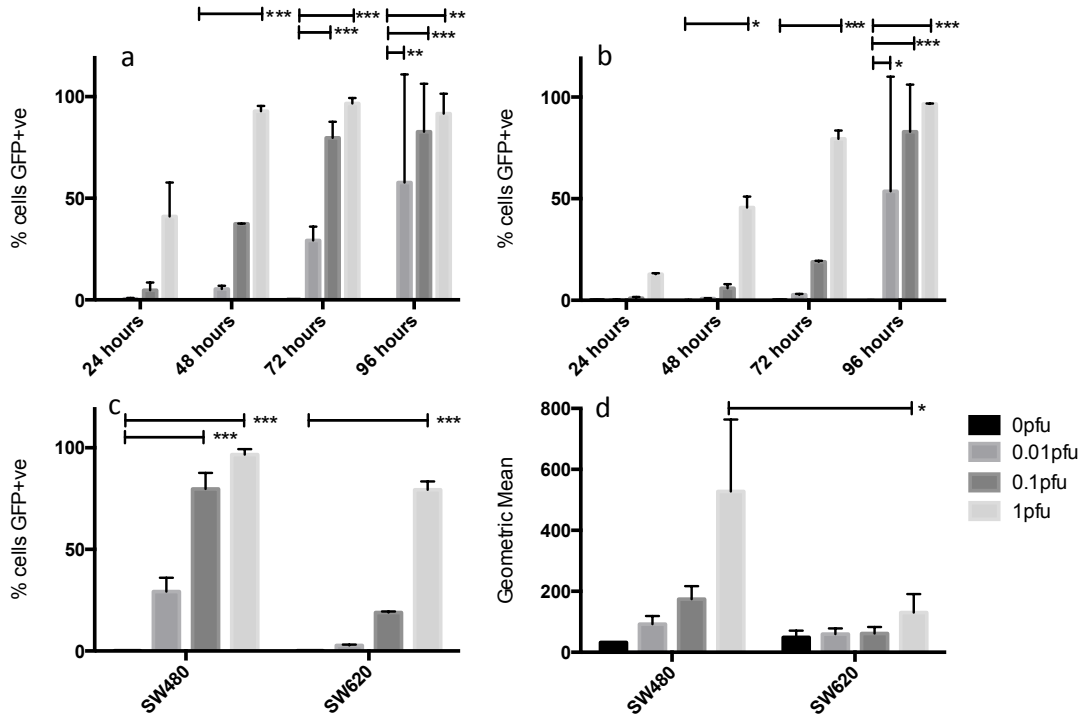 a
***
***
***
**
***
**
% cells GFP+ve
100
50
0
24 hours
48 hours
72 hours
96 hours
b
*
***
***
***
*
% cells GFP+ve
100
50
0
24 hours
48 hours
72 hours
96 hours
c
***
***
***
% cells GFP+ve
100
50
0
SW480
SW620
d
*
Geometric Mean
800
600
400
200
0
SW480
SW620
0pfu
0.01pfu
0.1pfu
1pfu